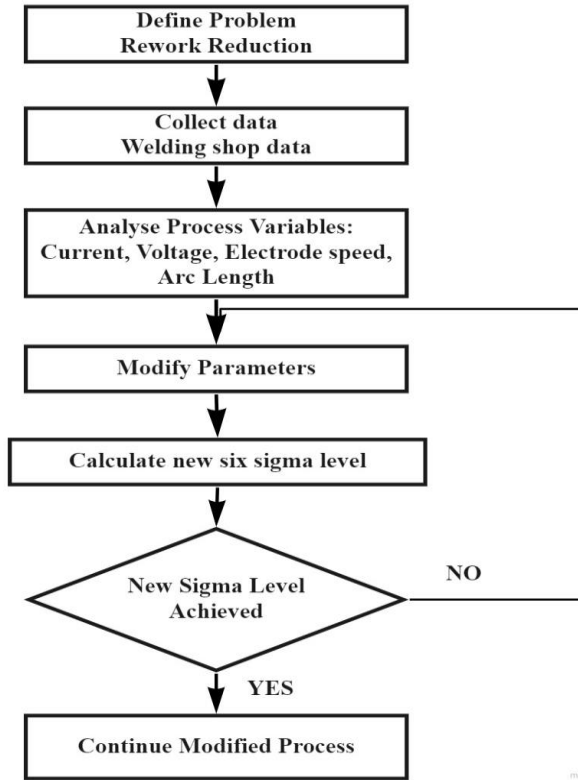 Define Problem
Rework Reduction
Collect data
Welding shop data
Analyse Process Variables:
Current, Voltage, Electrode speed,
Arc Length
Modify Parameters
Calculate new six sigma level
New Sigma Level
Achieved
NO
YES
Continue Modified Process